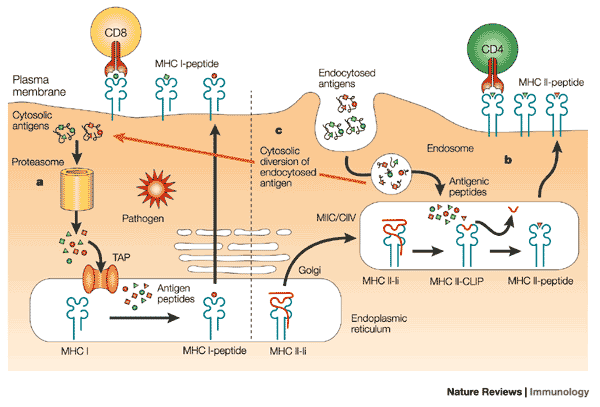 CD8
CD4
MHC I-peptide
Endocytosed
antigens
MHC II-peptide
Plasma
membrane
Cytosolic
antigens
c
Cytosolic
diversion of
endocytosed
antigen
Endosome
b
Proteasome
a
Antigenic
peptides
Pathogen
MIIC/CIIV
TAP
Golgi
MHC II-Ii
MHC II-CLIP
MHC II-peptide
Antigen
peptides
Endoplasmic
reticulum
MHC I
MHC I-peptide
MHC II-Ii
Nature Reviews | Immunology